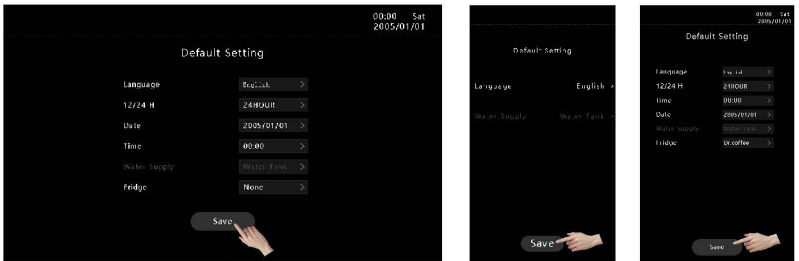 00:00 Sat
2005/01/01
Default Setting
Language English >
12/24 H 24HOUR >
Date 2005/01/01 >
Time 00:00 >
Water Supply Water Tank >
Fridge None >
Save
Default Setting
Language English >
Water Supply Water Tank >
Save
00:00 Sat
2005/01/01
Default Setting
Language English >
12/24 H 24HOUR >
Time 00:00 >
Date 2005/01/01 >
Water Supply Water Tank >
Fridge Dr.coffee >
Save